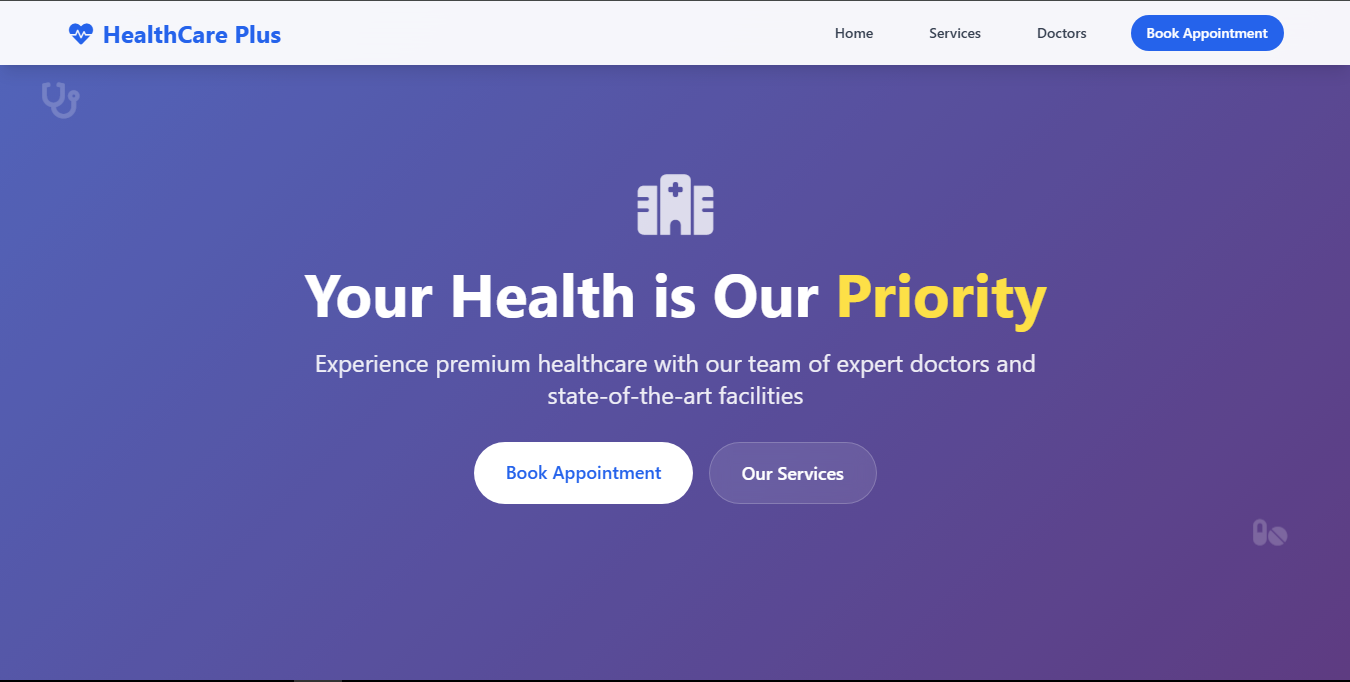 HealthCare Plus
Home
Services
Doctors
Book Appointment
Your Health is Our Priority
Experience premium healthcare with our team of expert doctors and
state-of-the-art facilities
Book Appointment
Our Services